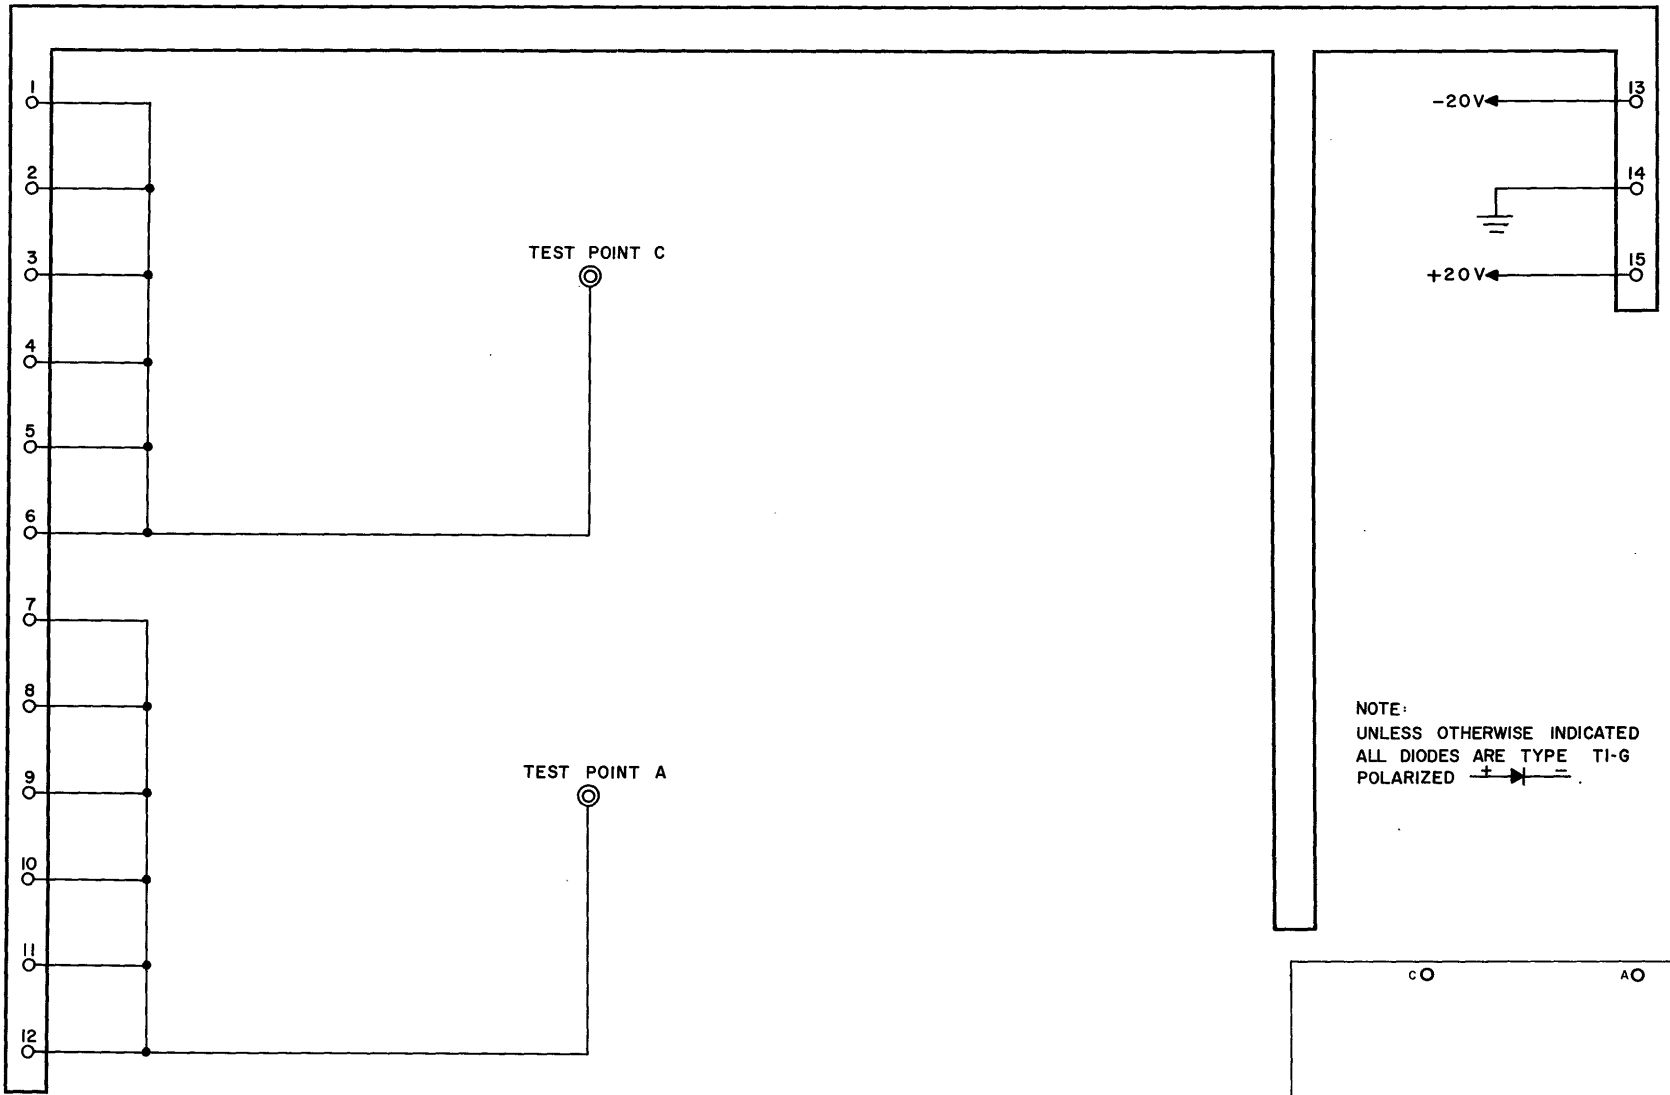 1
2
3
4
5
6
7
8
9
10
11
12
TEST POINT C
TEST POINT A
13
-20V
14
15
+20V
NOTE:
UNLESS OTHERWISE INDICATED
ALL DIODES ARE TYPE TI-G
POLARIZED + - .
C
A